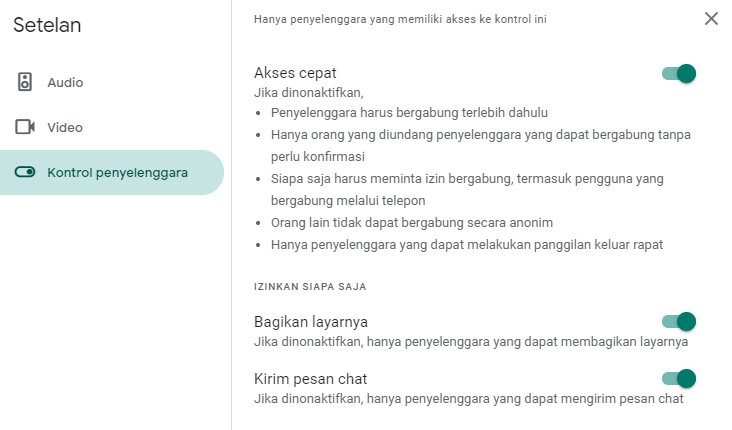 Setelan
Audio
Video
Kontrol penyelenggara
Hanya penyelenggara yang memiliki akses ke kontrol ini
Akses cepat
Jika dinonaktifkan,
• Penyelenggara harus bergabung terlebih dahulu
• Hanya orang yang diundang penyelenggara yang dapat bergabung tanpa
perlu konfirmasi
• Siapa saja harus meminta izin bergabung, termasuk pengguna yang
bergabung melalui telepon
• Orang lain tidak dapat bergabung secara anonim
• Hanya penyelenggara yang dapat melakukan panggilan keluar rapat
IZINKAN SIAPA SAJA
Bagikan layarnya
Jika dinonaktifkan, hanya penyelenggara yang dapat membagikan layarnya
Kirim pesan chat
Jika dinonaktifkan, hanya penyelenggara yang dapat mengirim pesan chat